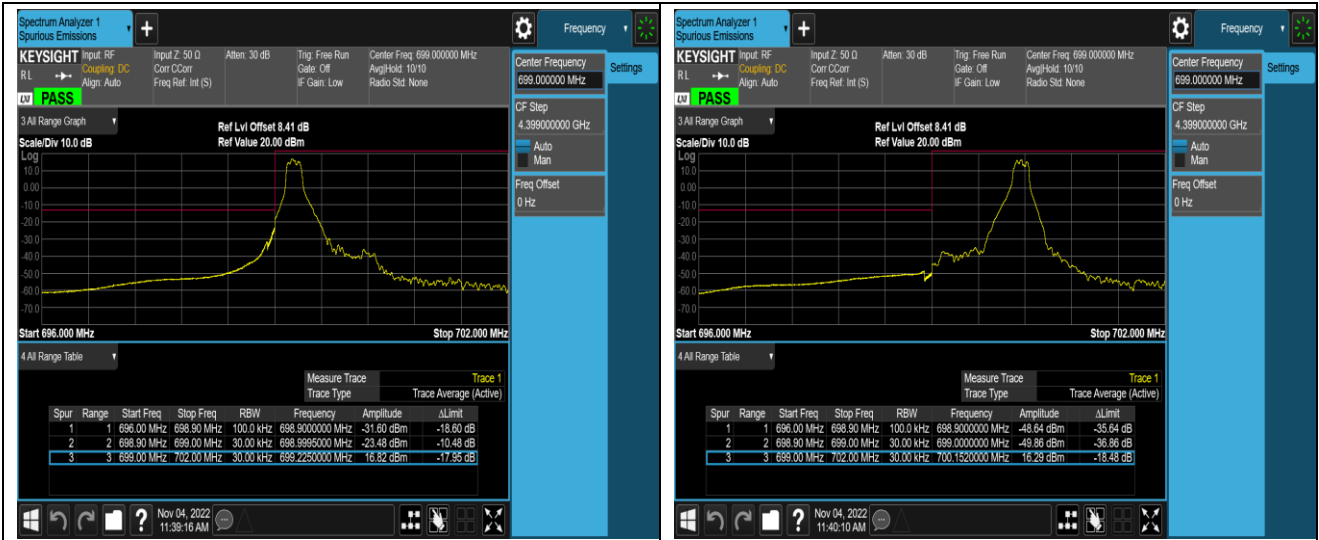 Spectrum Analyzer 1
Spurious Emissions
+
Frequency
KEYSIGHT Input: RF Input Z: 50 Ω Atten: 30 dB Trig: Free Run Center Freq: 699.000000 MHz
R L Coupling: DC Corr CCorr Gate: Off Avg|Hold: 10/10
Align: Auto Freq Ref: Int (S) IF Gain: Low Radio Std: None
PASS
3 All Range Graph
Ref Lvl Offset 8.41 dB
Scale/Div 10.0 dB Ref Value 20.00 dBm
Log
10.0
0.00
-10.0
-20.0
-30.0
-40.0
-50.0
-60.0
-70.0
Start 696.000 MHz Stop 702.000 MHz
4 All Range Table
Measure Trace Trace 1
Trace Type Trace Average (Active)
Spur Range Start Freq Stop Freq RBW Frequency Amplitude ΔLimit
1 1 696.00 MHz 698.90 MHz 100.0 kHz 698.9000000 MHz -31.60 dBm -18.60 dB
2 2 698.90 MHz 699.00 MHz 30.00 kHz 698.9995000 MHz -23.48 dBm -10.48 dB
3 3 699.00 MHz 702.00 MHz 30.00 kHz 699.2250000 MHz 16.82 dBm -17.95 dB
?
Nov 04, 2022
11:39:16 AM
Center Frequency
699.000000 MHz
Settings
CF Step
4.399000000 GHz
Auto
Man
Freq Offset
0 Hz
Spectrum Analyzer 1
Spurious Emissions
+
Frequency
KEYSIGHT Input: RF Input Z: 50 Ω Atten: 30 dB Trig: Free Run Center Freq: 699.000000 MHz
R L Coupling: DC Corr CCorr Gate: Off Avg|Hold: 10/10
Align: Auto Freq Ref: Int (S) IF Gain: Low Radio Std: None
PASS
3 All Range Graph
Ref Lvl Offset 8.41 dB
Scale/Div 10.0 dB Ref Value 20.00 dBm
Log
10.0
0.00
-10.0
-20.0
-30.0
-40.0
-50.0
-60.0
-70.0
Start 696.000 MHz Stop 702.000 MHz
4 All Range Table
Measure Trace Trace 1
Trace Type Trace Average (Active)
Spur Range Start Freq Stop Freq RBW Frequency Amplitude ΔLimit
1 1 696.00 MHz 698.90 MHz 100.0 kHz 698.9000000 MHz -48.64 dBm -35.64 dB
2 2 698.90 MHz 699.00 MHz 30.00 kHz 699.0000000 MHz -49.86 dBm -36.86 dB
3 3 699.00 MHz 702.00 MHz 30.00 kHz 700.1520000 MHz 16.29 dBm -18.48 dB
?
Nov 04, 2022
11:40:10 AM
Center Frequency
699.000000 MHz
Settings
CF Step
4.399000000 GHz
Auto
Man
Freq Offset
0 Hz